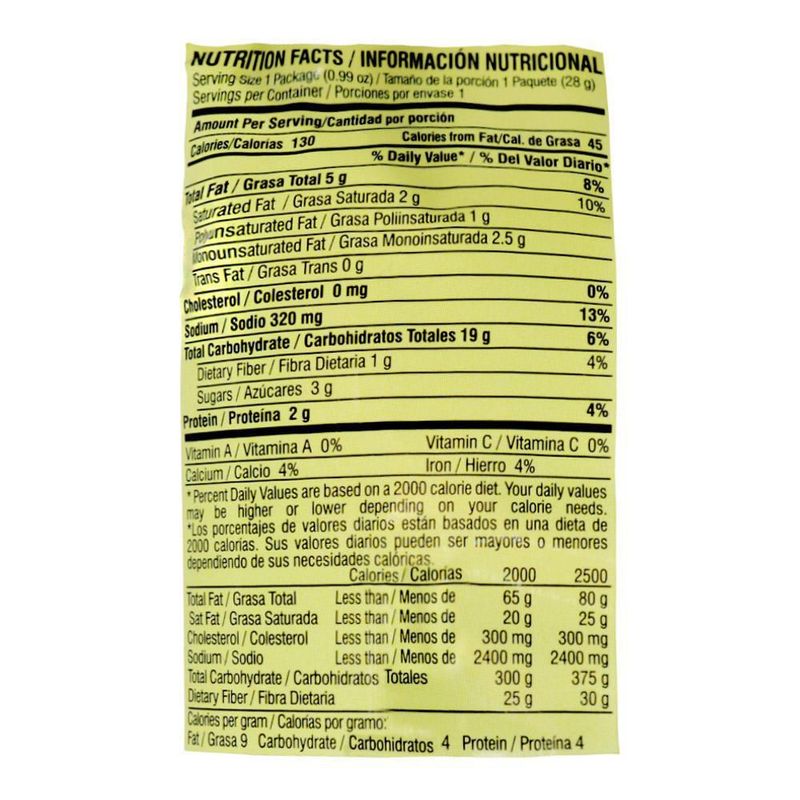 NUTRITION FACTS / INFORMACIÓN NUTRICIONAL
Serving Size 1 Package (0.99 oz) / Tamaño de la porción 1 Paquete (28 g)
Servings per Container / Porciones por envase 1
Amount Per Serving/Cantidad por porción
Calories/Calorías 130 Calories from Fat/Cal. de Grasa 45
% Daily Value* / % Del Valor Diario*
Total Fat / Grasa Total 5 g 8%
Saturated Fat / Grasa Saturada 2 g 10%
Polyunsaturated Fat / Grasa Poliinsaturada 1 g
Monounsaturated Fat / Grasa Monoinsaturada 2.5 g
Trans Fat / Grasa Trans 0 g
Cholesterol / Colesterol 0 mg 0%
Sodium / Sodio 320 mg 13%
Total Carbohydrate / Carbohidratos Totales 19 g 6%
Dietary Fiber / Fibra Dietaria 1 g 4%
Sugars / Azúcares 3 g
Protein / Proteína 2 g 4%
Vitamin A / Vitamina A 0% Vitamin C / Vitamina C 0%
Calcium / Calcio 4% Iron / Hierro 4%
* Percent Daily Values are based on a 2000 calorie diet. Your daily values
may be higher or lower depending on your calorie needs.
*Los porcentajes de valores diarios están basados en una dieta de
2000 calorías. Sus valores diarios pueden ser mayores o menores
dependiendo de sus necesidades calóricas.
Calories / Calorías 2000 2500
Total Fat / Grasa Total Less than / Menos de 65 g 80 g
Sat Fat / Grasa Saturada Less than / Menos de 20 g 25 g
Cholesterol / Colesterol Less than / Menos de 300 mg 300 mg
Sodium / Sodio Less than / Menos de 2400 mg 2400 mg
Total Carbohydrate / Carbohidratos Totales 300 g 375 g
Dietary Fiber / Fibra Dietaria 25 g 30 g
Calories per gram / Calorías por gramo:
Fat / Grasa 9 Carbohydrate / Carbohidratos 4 Protein / Proteína 4